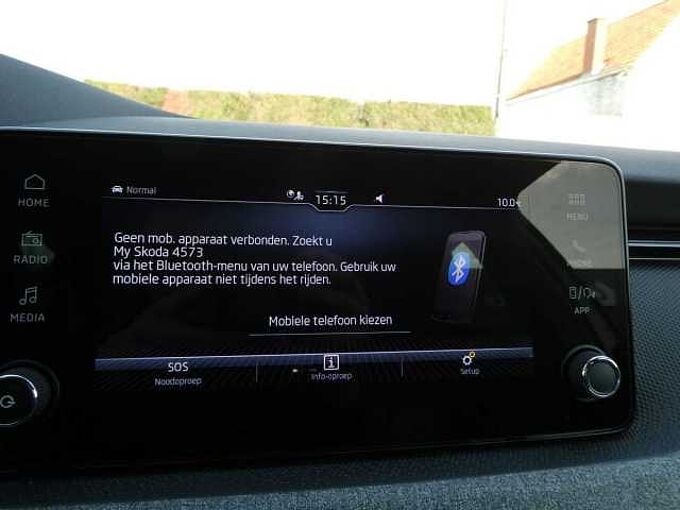 Normal
15:15
HOME
MENU
Geen mob. apparaat verbonden. Zoekt u
My Skoda 4573
via het Bluetooth-menu van uw telefoon. Gebruik uw
mobiele apparaat niet tijdens het rijden.
RADIO
PHONE
MEDIA
APP
Mobiele telefoon kiezen
SOS
Noodoproep
Info-oproep
Setup